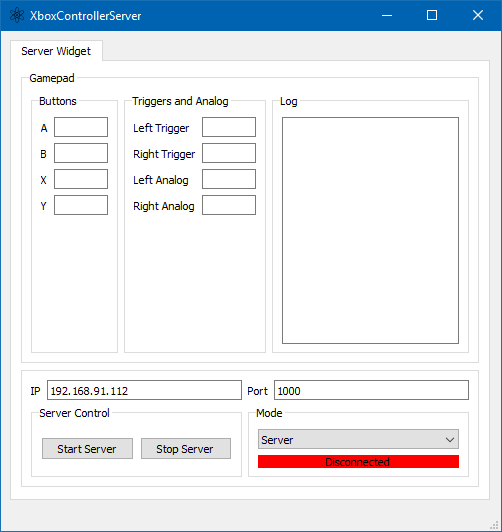 XboxControllerServer
Server Widget
Gamepad
Buttons
A
B
X
Y
Triggers and Analog
Left Trigger
Right Trigger
Left Analog
Right Analog
Log
IP 192.168.91.112 Port 1000
Server Control
Start Server Stop Server
Mode
Server
Disconnected